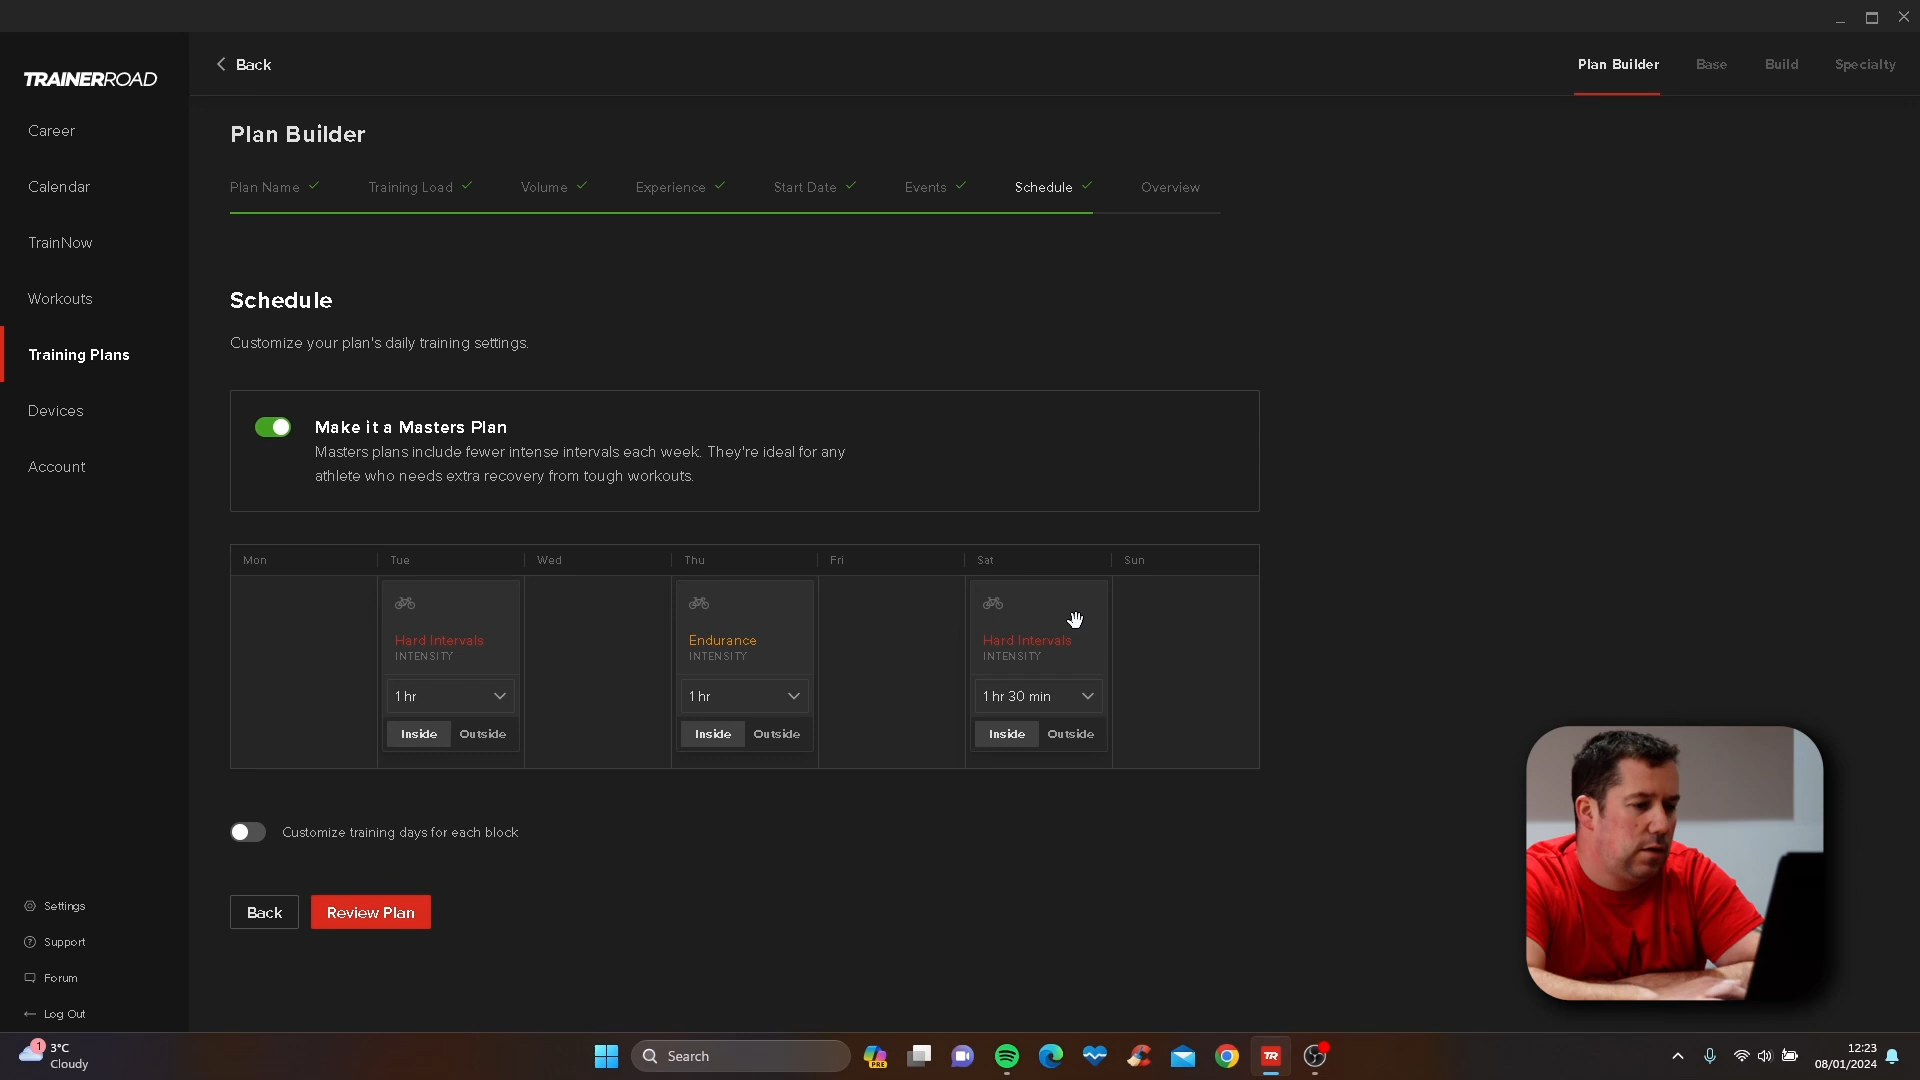 Back
Plan Builder Base Build Specialty
TRAINERROAD
Career
Calendar
TrainNow
Workouts
Training Plans
Devices
Account
Settings
Support
Forum
Log Out
Plan Builder
Plan Name Training Load Volume Experience Start Date Events Schedule Overview
Schedule
Customize your plan's daily training settings.
Make it a Masters Plan
Masters plans include fewer intense intervals each week. They're ideal for any
athlete who needs extra recovery from tough workouts.
Mon Tue Wed Thu Fri Sat Sun
Hard Intervals Endurance Hard Intervals
INTENSITY INTENSITY INTENSITY
1 hr 1 hr 1 hr 30 min
Inside Outside Inside Outside Inside Outside
Customize training days for each block
Back Review Plan
1
3°C
Cloudy
Search
PRE
TR
12:23
08/01/2024